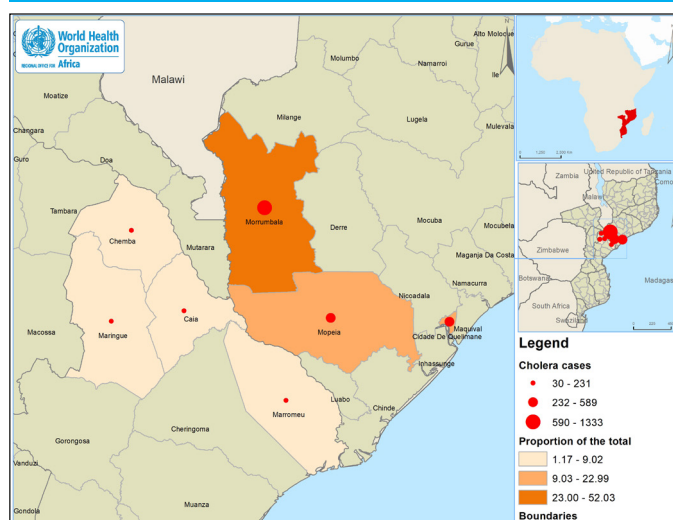 World Health
Organization
REGIONAL OFFICE FOR Africa
Malawi
Alto Molocue
Gurue
Molumbo
Namarroi
Ile
Moatize
Milange
Lugela
Mulevala
Changara
Guro
Doa
Tambara
Morrumbala
Chemba
Mutarara
Derre
Mocuba
Mocubela
Maganja Da Costa
Namacurra
Nicoadala
Macossa
Maringue
Caia
Mopeia
Maquival
Cidade De Quelimane
Inhassunge
Marromeu
Luabo
Chinde
Cheringoma
Gorongosa
Vanduzi
Muanza
Gondola
United Republic of Tanzania
Zambia
Malawi
Zimbabwe
Botswana
Madagas
South Africa
Swaziland
Legend
Cholera cases
30 - 231
232 - 589
590 - 1333
Proportion of the total
1.17 - 9.02
9.03 - 22.99
23.00 - 52.03
Boundaries